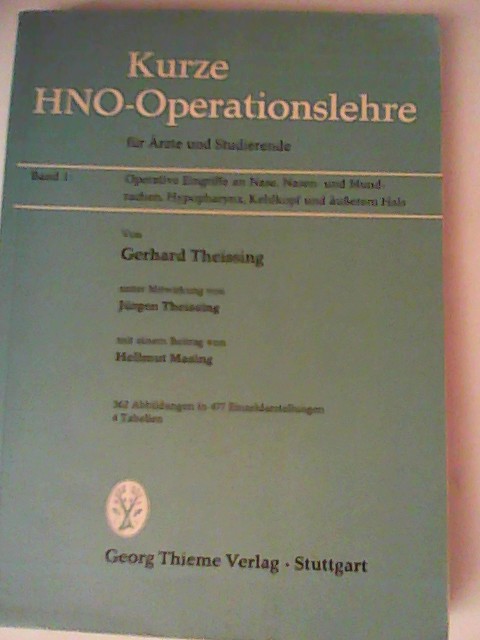 Kurze
HNO-Operationslehre
für Ärzte und Studierende
Band 1
Operative Eingriffe an Nase, Nasen- und Mund-
rachen, Hypopharynx, Kehlkopf und äußerem Hals
Von
Gerhard Theissing
unter Mitwirkung von
Jürgen Theissing
mit einem Beitrag von
Hellmut Masing
362 Abbildungen in 477 Einzeldarstellungen
4 Tabellen
Georg Thieme Verlag · Stuttgart